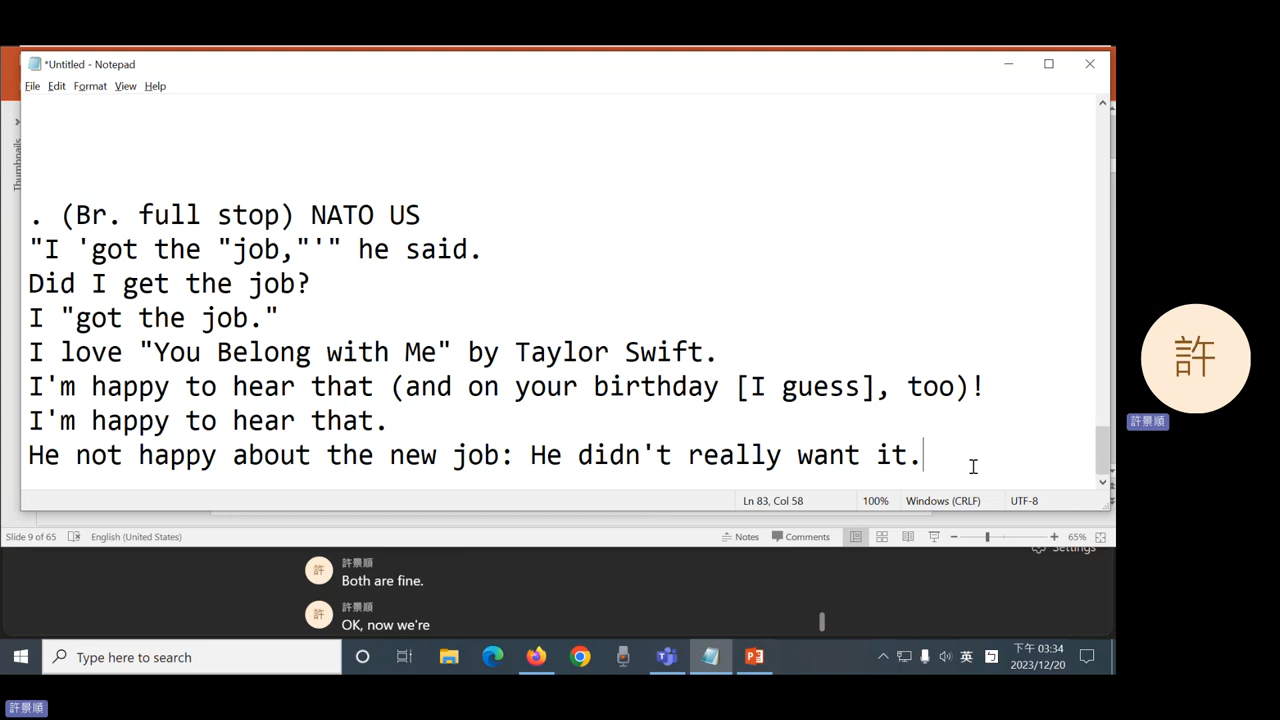 *Untitled - Notepad
File Edit Format View Help
Thumbnails
. (Br. full stop) NATO US
"I 'got the "job,"'" he said.
Did I get the job?
I "got the job."
I love "You Belong with Me" by Taylor Swift.
I'm happy to hear that (and on your birthday [I guess], too)!
I'm happy to hear that.
He not happy about the new job: He didn't really want it.
Ln 83, Col 58 100% Windows (CRLF) UTF-8
Slide 9 of 65 English (United States) Notes Comments 65%
Settings
許 許景順
Both are fine.
許 許景順
OK, now we're
Type here to search 英 下午 03:34
2023/12/20
許
許景順
許景順